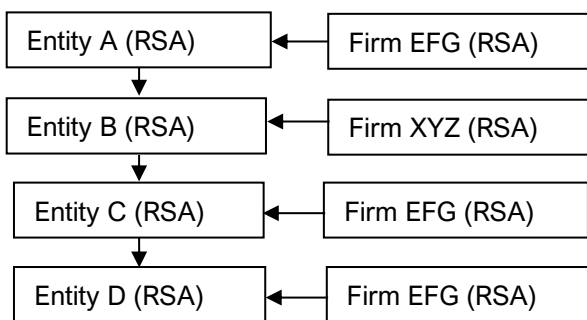 Entity A (RSA)
Firm EFG (RSA)
Entity B (RSA)
Firm XYZ (RSA)
Entity C (RSA)
Firm EFG (RSA)
Entity D (RSA)
Firm EFG (RSA)